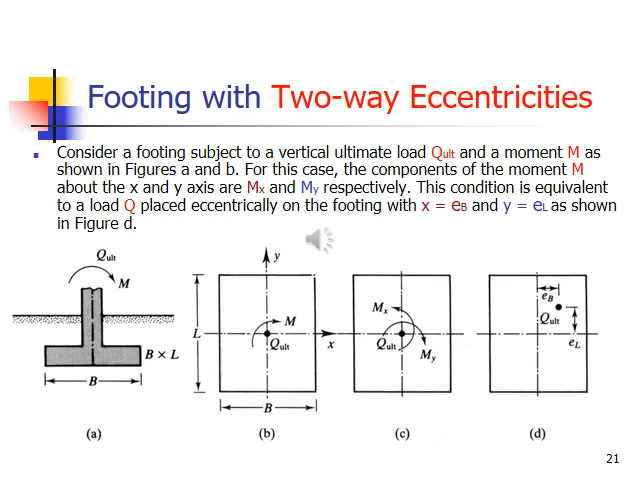 Footing with Two-way Eccentricities
Consider a footing subject to a vertical ultimate load Qult and a moment M as
shown in Figures a and b. For this case, the components of the moment M
about the x and y axis are Mx and My respectively. This condition is equivalent
to a load Q placed eccentrically on the footing with x = eB and y = eL as shown
in Figure d.
Qult
M
B × L
B
(a)
y
L
M
Qult
x
B
(b)
Mx
Qult
My
(c)
eB
Qult
eL
(d)
21